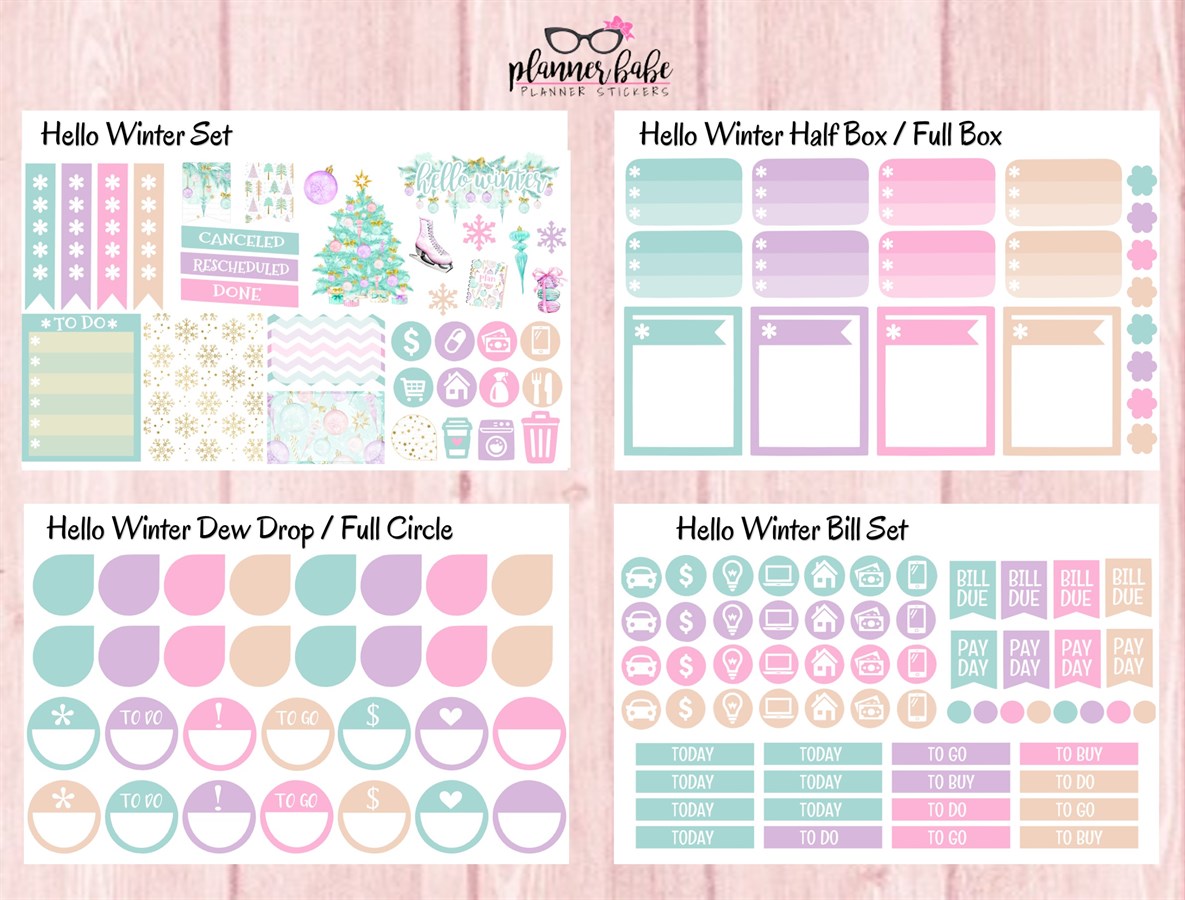 planner babe
PLANNER STICKERS
Hello Winter Set
hello winter
CANCELED
RESCHEDULED
DONE
plan
*TO DO*
$
Hello Winter Half Box / Full Box
Hello Winter Dew Drop / Full Circle
* TO DO ! TO GO $
* TO DO ! TO GO $
Hello Winter Bill Set
$
$
$
$
BILL DUE BILL DUE BILL DUE BILL DUE
PAY DAY PAY DAY PAY DAY PAY DAY
TODAY TODAY TO GO TO BUY
TODAY TODAY TO BUY TO DO
TODAY TODAY TO DO TO GO
TODAY TO DO TO GO TO BUY